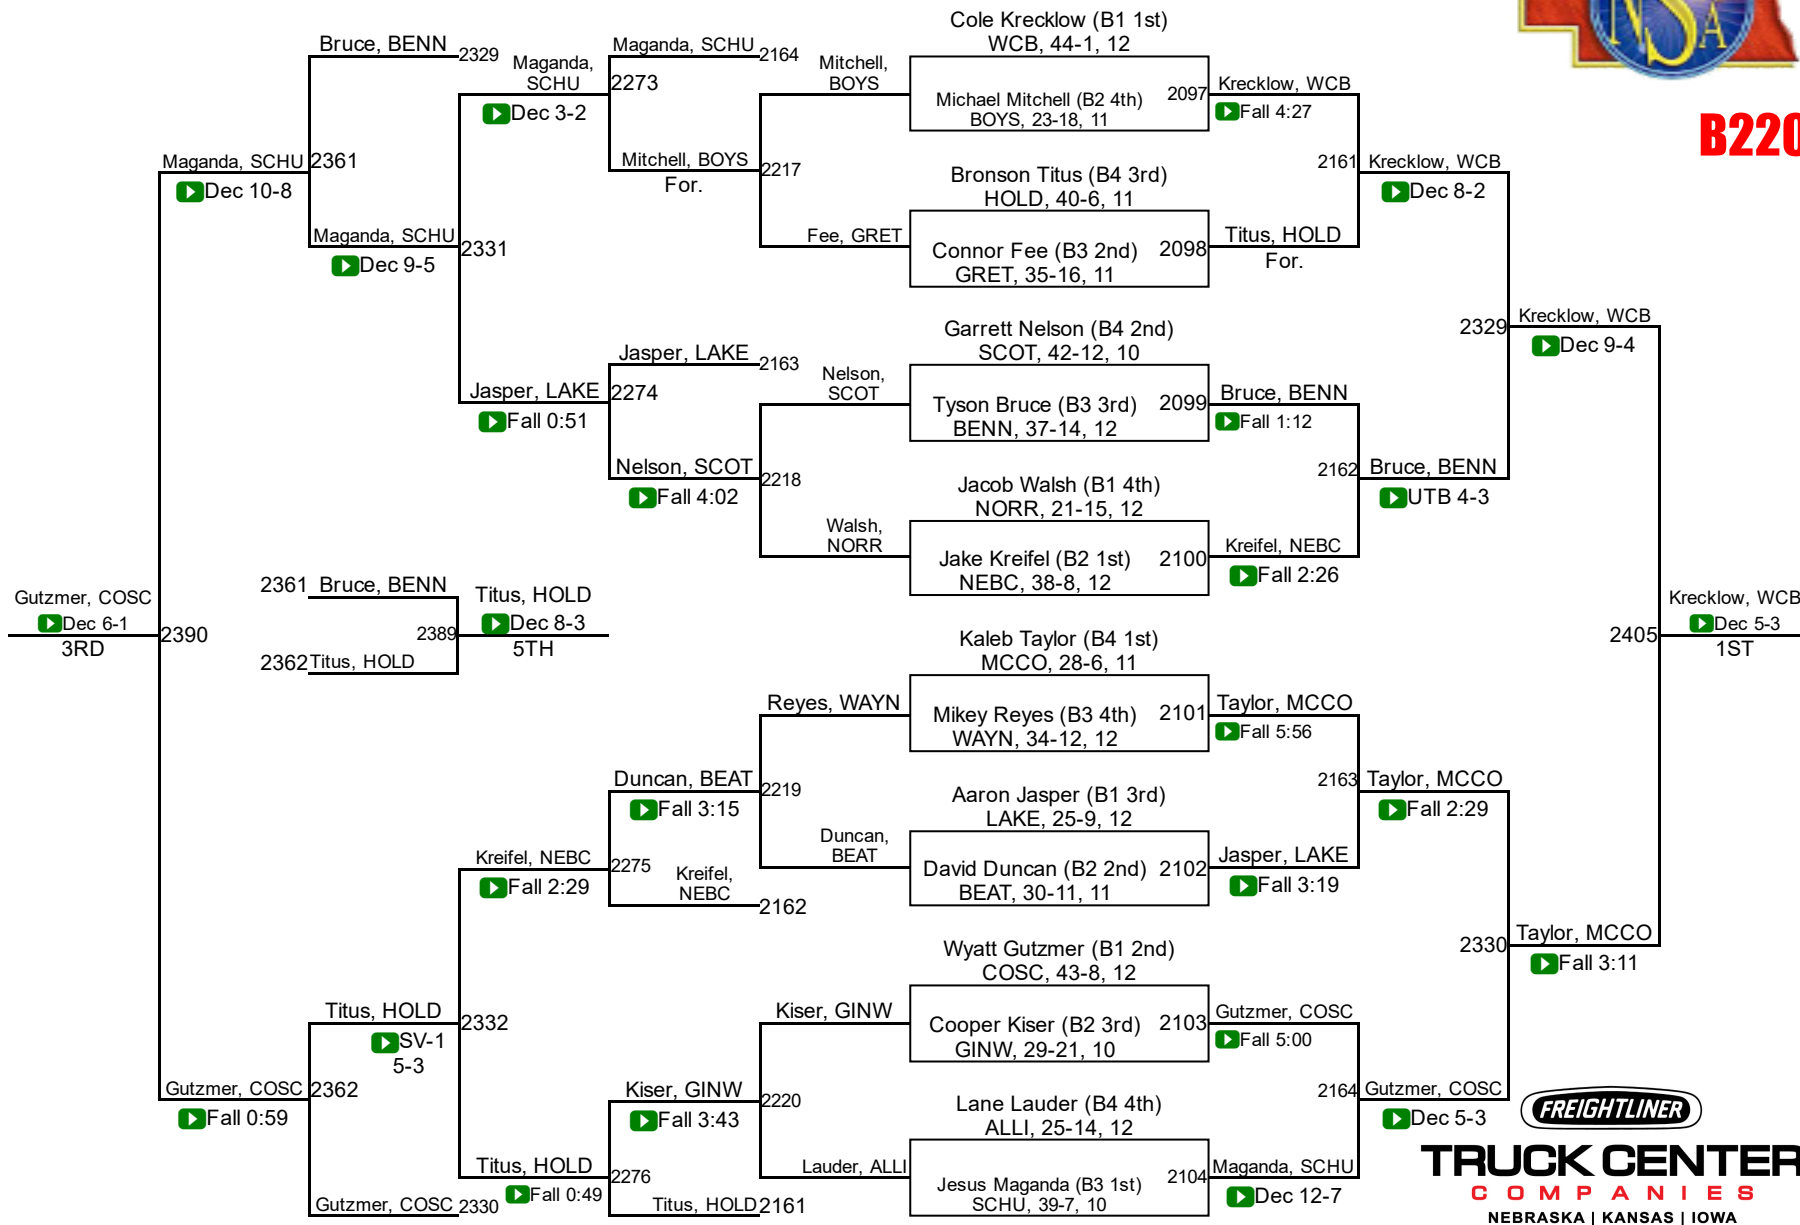 NSA
B220
Cole Krecklow (B1 1st)
WCB, 44-1, 12
Michael Mitchell (B2 4th)
BOYS, 23-18, 11
2097
Bronson Titus (B4 3rd)
HOLD, 40-6, 11
Connor Fee (B3 2nd)
GRET, 35-16, 11
2098
Garrett Nelson (B4 2nd)
SCOT, 42-12, 10
Tyson Bruce (B3 3rd)
BENN, 37-14, 12
2099
Jacob Walsh (B1 4th)
NORR, 21-15, 12
Jake Kreifel (B2 1st)
NEBC, 38-8, 12
2100
Kaleb Taylor (B4 1st)
MCCO, 28-6, 11
Mikey Reyes (B3 4th)
WAYN, 34-12, 12
2101
Aaron Jasper (B1 3rd)
LAKE, 25-9, 12
David Duncan (B2 2nd)
BEAT, 30-11, 11
2102
Wyatt Gutzmer (B1 2nd)
COSC, 43-8, 12
Cooper Kiser (B2 3rd)
GINW, 29-21, 10
2103
Lane Lauder (B4 4th)
ALLI, 25-14, 12
Jesus Maganda (B3 1st)
SCHU, 39-7, 10
2104
Krecklow, WCB
Fall 4:27
2161
Titus, HOLD
For.
Bruce, BENN
Fall 1:12
2162
Kreifel, NEBC
Fall 2:26
Taylor, MCCO
Fall 5:56
2163
Jasper, LAKE
Fall 3:19
Gutzmer, COSC
Fall 5:00
2164
Maganda, SCHU
Dec 12-7
Krecklow, WCB
Dec 8-2
2329
Bruce, BENN
UTB 4-3
Taylor, MCCO
Fall 2:29
2330
Gutzmer, COSC
Dec 5-3
Krecklow, WCB
Dec 9-4
2405
Taylor, MCCO
Fall 3:11
Krecklow, WCB
Dec 5-3
1ST
Mitchell,
BOYS
2217
Fee, GRET
Nelson,
SCOT
2218
Walsh,
NORR
Reyes, WAYN
2219
Duncan,
BEAT
Kiser, GINW
2220
Lauder, ALLI
Maganda, SCHU
2164
2273
Mitchell, BOYS
For.
Jasper, LAKE
2163
2274
Nelson, SCOT
Fall 4:02
Duncan, BEAT
Fall 3:15
2275
Kreifel,
NEBC
2162
Kiser, GINW
Fall 3:43
2276
Titus, HOLD
2161
Maganda,
SCHU
Dec 3-2
2331
Jasper, LAKE
Fall 0:51
Kreifel, NEBC
Fall 2:29
2332
Titus, HOLD
Fall 0:49
Bruce, BENN
2329
2361
Maganda, SCHU
Dec 9-5
Titus, HOLD
SV-1
5-3
2362
Gutzmer, COSC
2330
Maganda, SCHU
Dec 10-8
2390
Gutzmer, COSC
Fall 0:59
Gutzmer, COSC
Dec 6-1
3RD
2361
Bruce, BENN
2389
2362
Titus, HOLD
Titus, HOLD
Dec 8-3
5TH
FREIGHTLINER
TRUCK CENTER
COMPANIES
NEBRASKA | KANSAS | IOWA